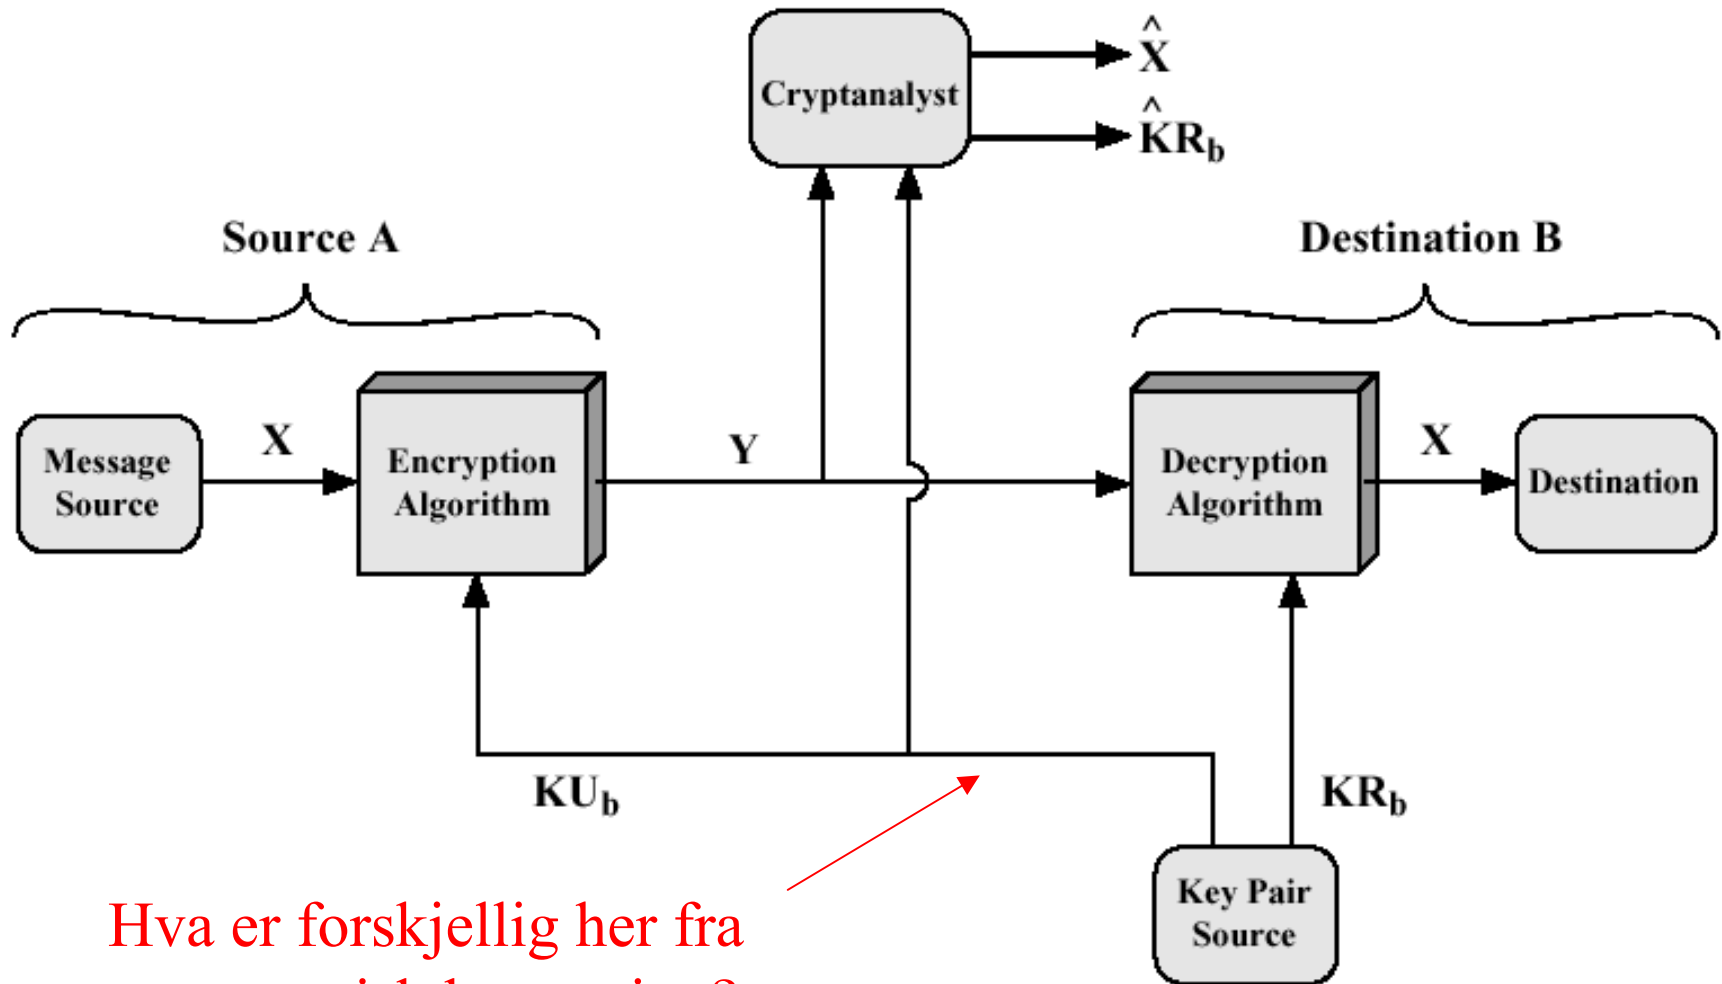 ^
X
Cryptanalyst
^
KRb
Source A
Destination B
X
Y
X
Message
Source
Encryption
Algorithm
Decryption
Algorithm
Destination
KUb
KRb
Key Pair
Source
Hva er forskjellig her fra